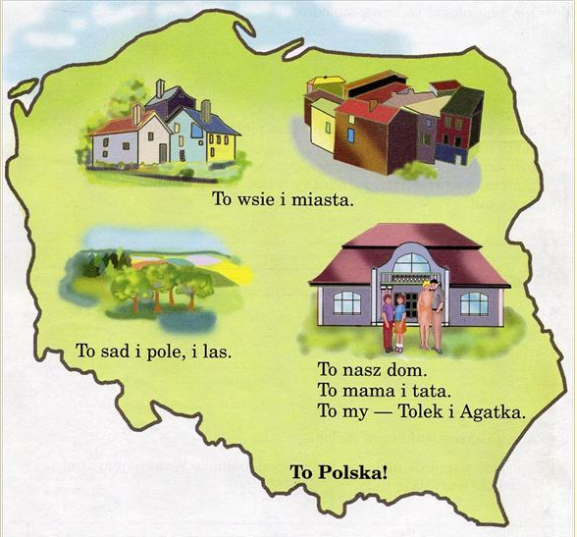 To wsie i miasta.
To sad i pole, i las.
To nasz dom.
To mama i tata.
To my — Tolek i Agatka.
To Polska!